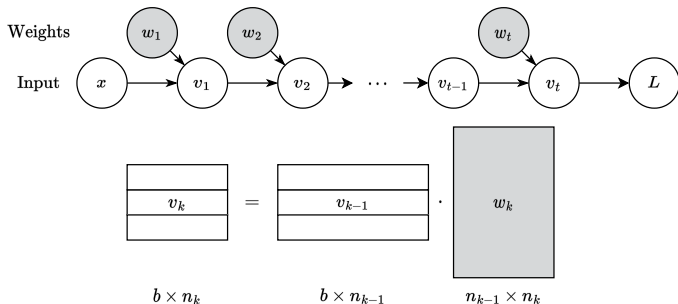 Weights w₁ w₂ wₜ
Input x v₁ v₂ ⋯ vₜ₋₁ vₜ L
vₖ = vₖ₋₁ · wₖ
b × nₖ b × nₖ₋₁ nₖ₋₁ × nₖ